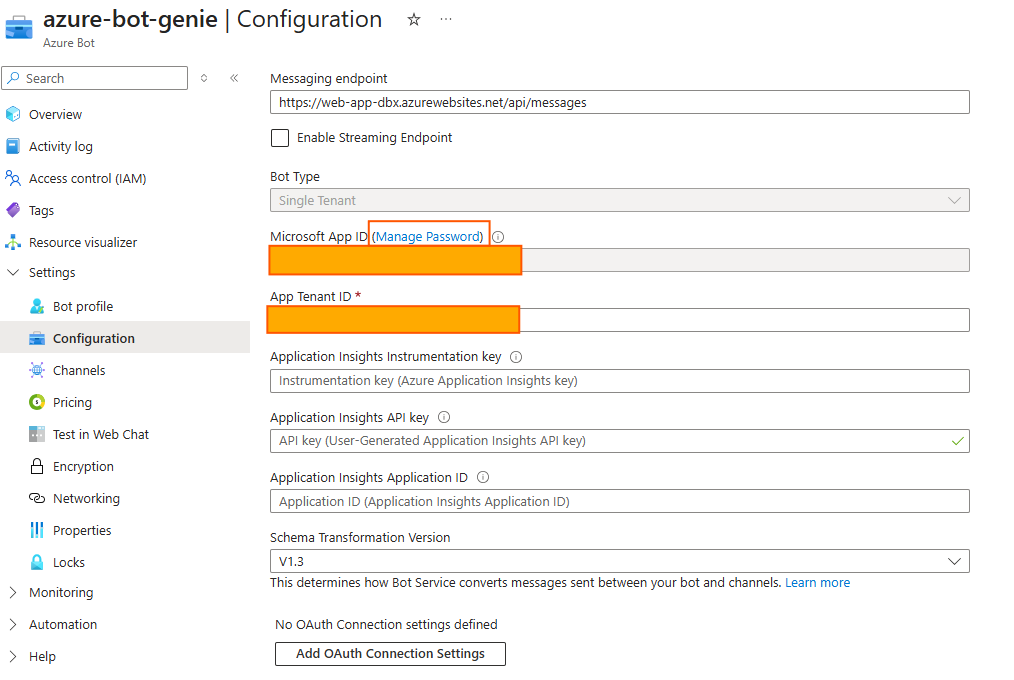 azure-bot-genie | Configuration
Azure Bot
Search
Overview
Activity log
Access control (IAM)
Tags
Resource visualizer
Settings
Bot profile
Configuration
Channels
Pricing
Test in Web Chat
Encryption
Networking
Properties
Locks
Monitoring
Automation
Help
Messaging endpoint
https://web-app-dbx.azurewebsites.net/api/messages
Enable Streaming Endpoint
Bot Type
Single Tenant
Microsoft App ID (Manage Password)
App Tenant ID *
Application Insights Instrumentation key
Instrumentation key (Azure Application Insights key)
Application Insights API key
API key (User-Generated Application Insights API key)
Application Insights Application ID
Application ID (Application Insights Application ID)
Schema Transformation Version
V1.3
This determines how Bot Service converts messages sent between your bot and channels. Learn more
No OAuth Connection settings defined
Add OAuth Connection Settings